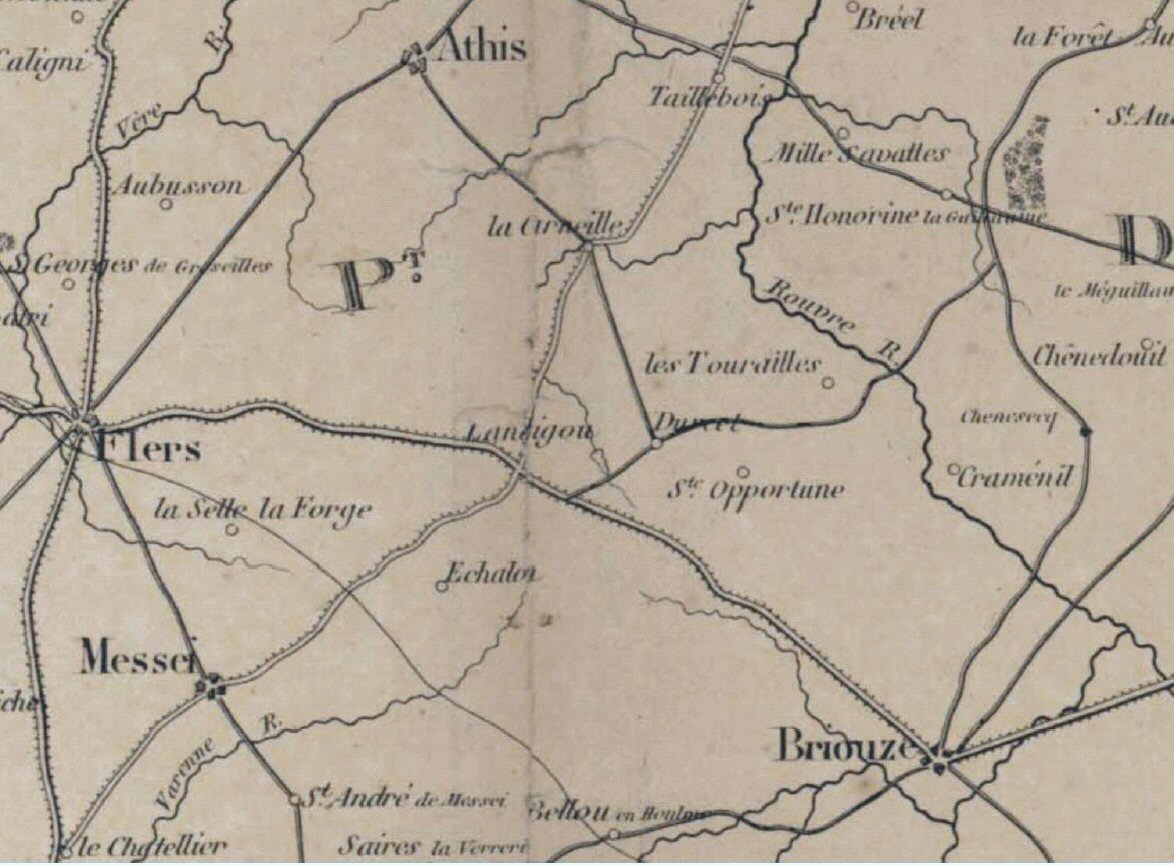 Bréel
Athis
la Forêt Au
Caligni
R.
Taillebois
Vère
St. Au
Mille Savattes
Aubusson
Ste Honorine la Guillaume
la Carneille
St Georges de Groseilles
PT.
P
le Méguillau
Rouvre R.
Chênedouit
les Tourailles
Chenesecq
Durcet
Landigou
Flers
Craménil
Ste Opportune
la Selle la Forge
Echalou
Messei
R.
Briouze
Varenne
St André de Messei
Bellou en Houlme
le Chatellier
Saires la Verreri